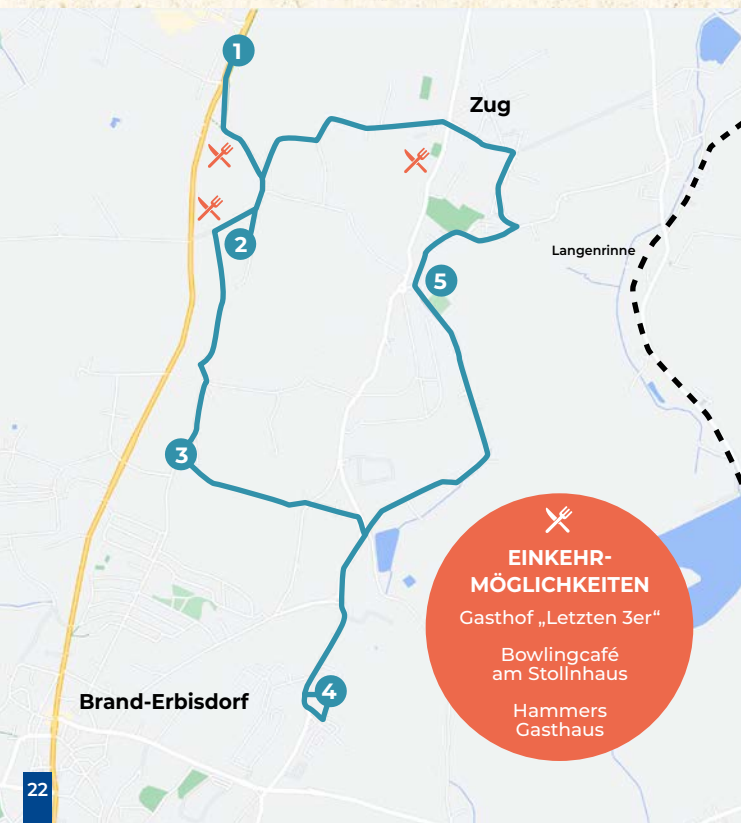 1
Zug
2
Langenrinne
5
3
EINKEHR-
MÖGLICHKEITEN
Gasthof „Letzten 3er“
Bowlingcafé
am Stollnhaus
Hammers
Gasthaus
4
Brand-Erbisdorf
22